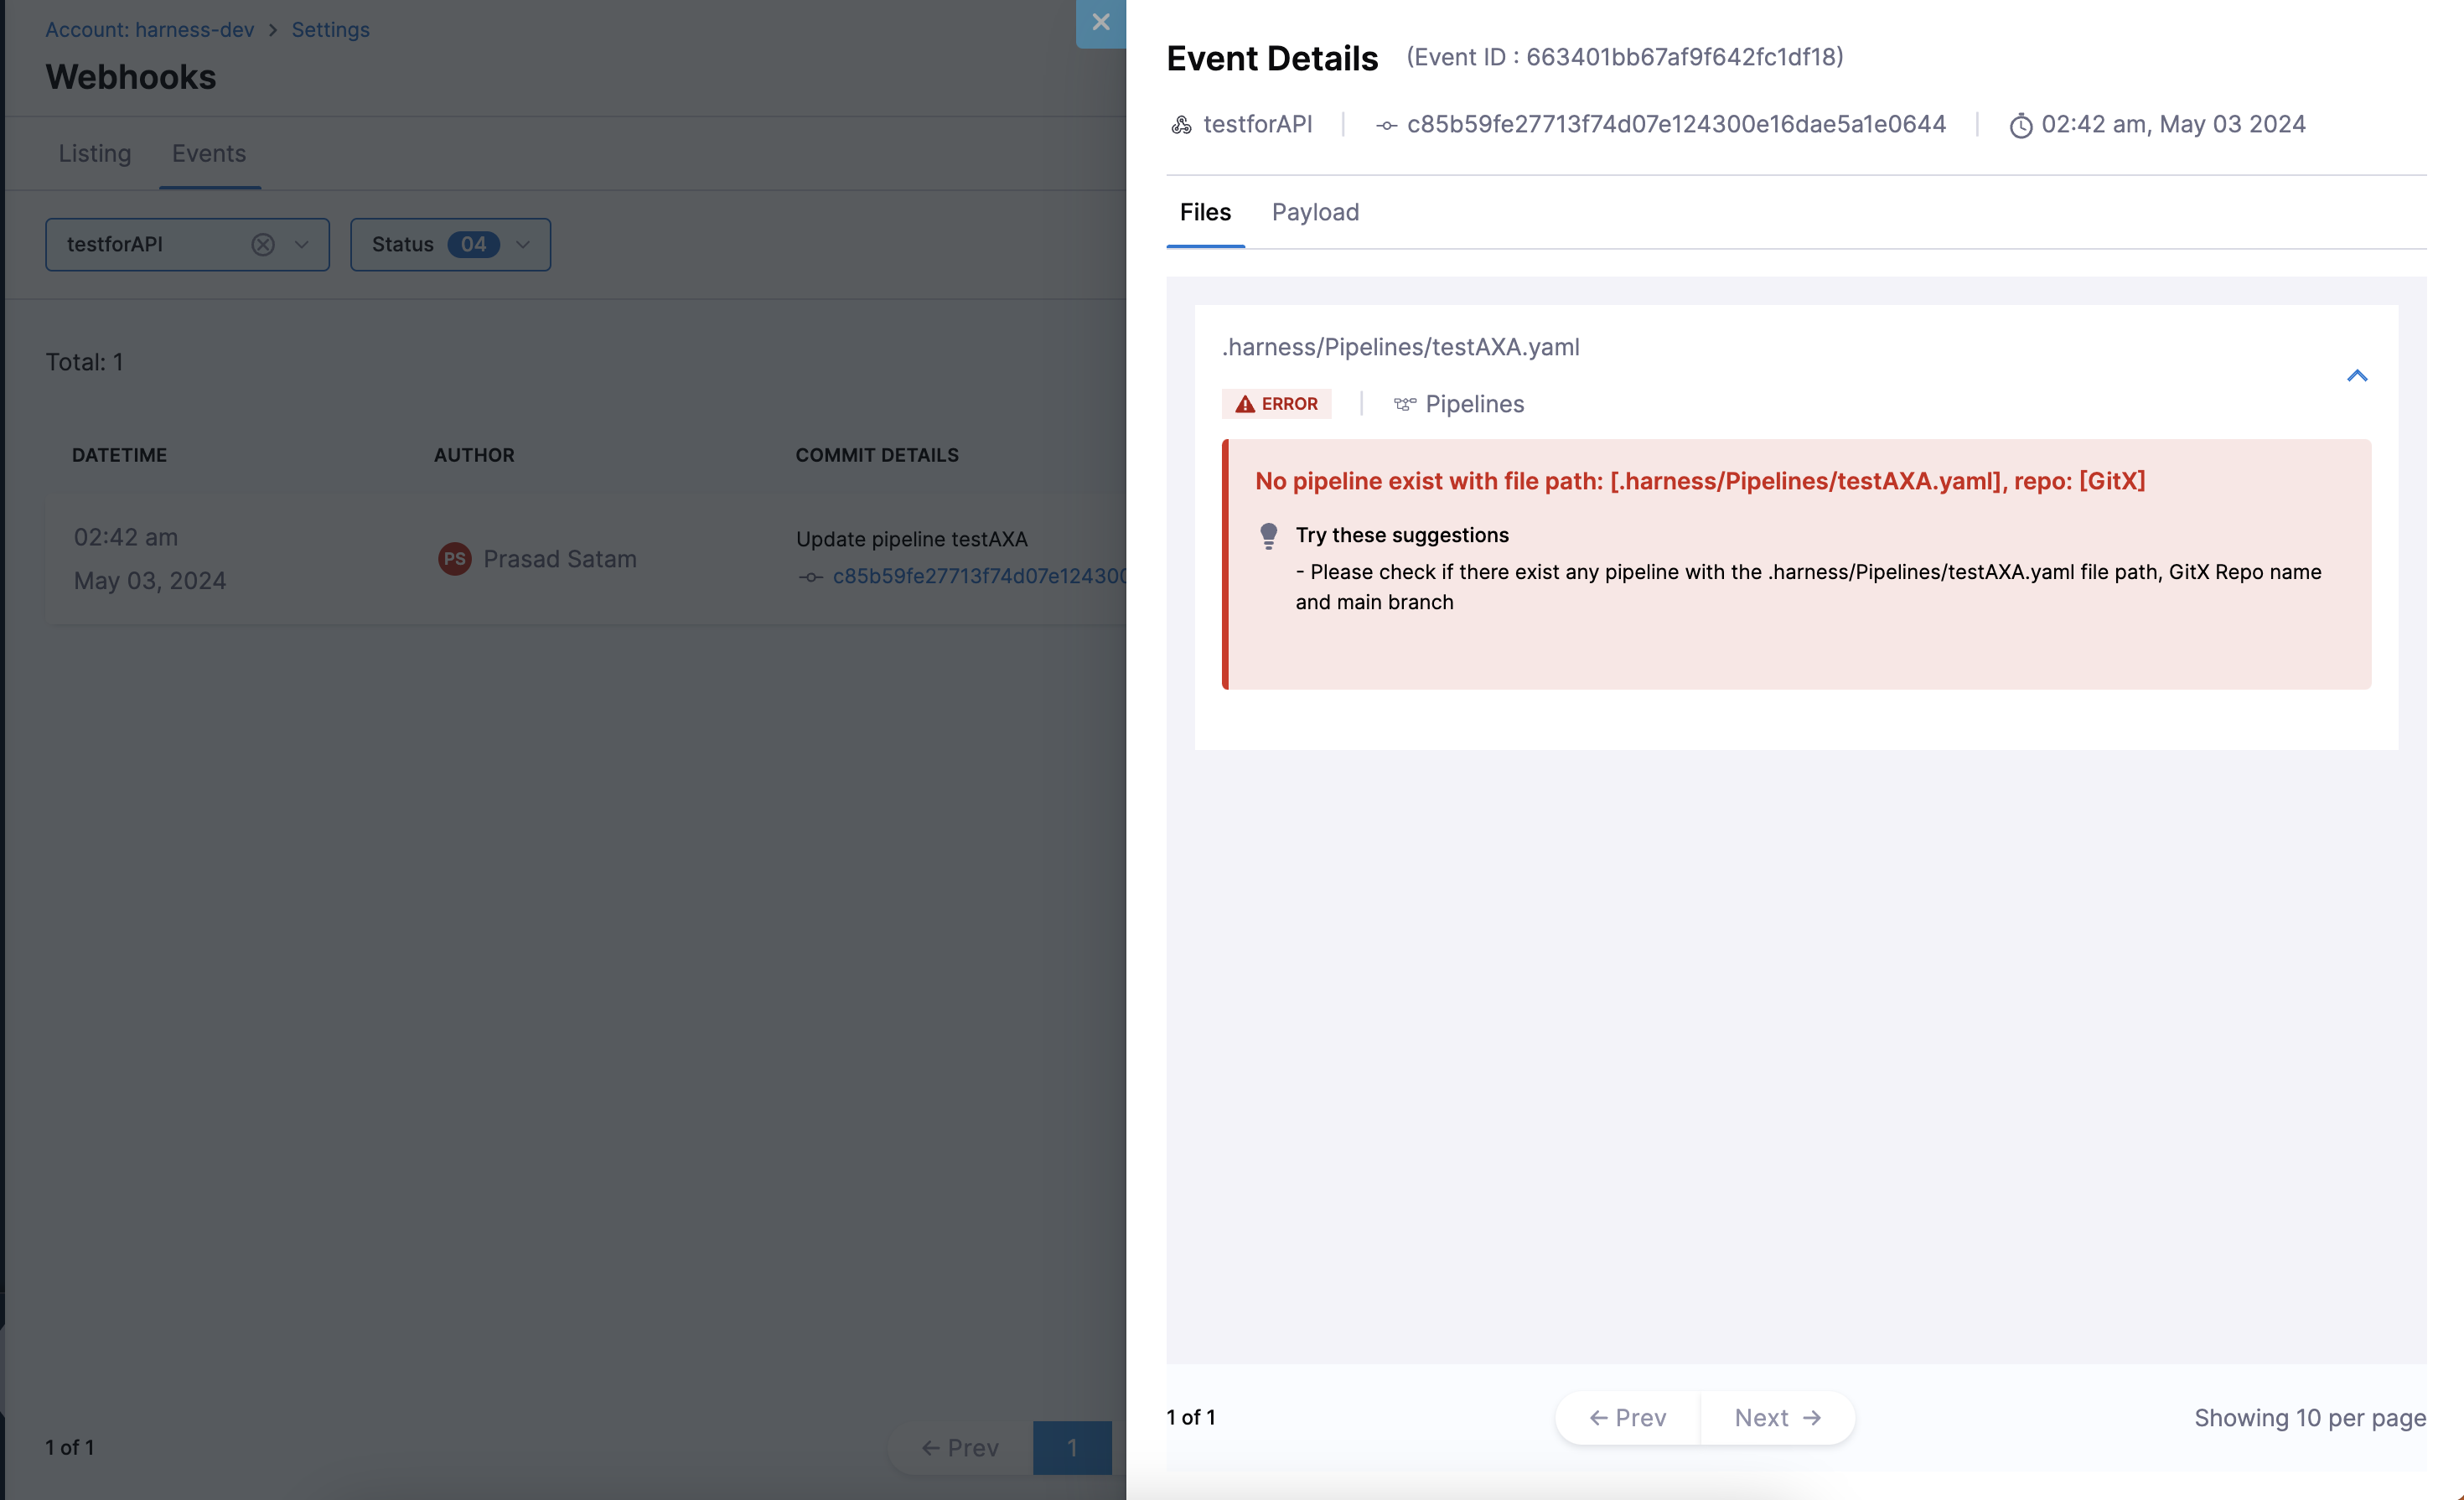 Account: harness-dev > Settings
Webhooks
Listing Events
testforAPI Status 04
Total: 1
DATETIME AUTHOR COMMIT DETAILS
02:42 am
May 03, 2024
PS Prasad Satam
Update pipeline testAXA
c85b59fe27713f74d07e124300
1 of 1
← Prev 1
Event Details (Event ID : 663401bb67af9f642fc1df18)
testforAPI c85b59fe27713f74d07e124300e16dae5a1e0644 02:42 am, May 03 2024
Files Payload
.harness/Pipelines/testAXA.yaml
ERROR Pipelines
No pipeline exist with file path: [.harness/Pipelines/testAXA.yaml], repo: [GitX]
Try these suggestions
- Please check if there exist any pipeline with the .harness/Pipelines/testAXA.yaml file path, GitX Repo name
and main branch
1 of 1 ← Prev Next → Showing 10 per page